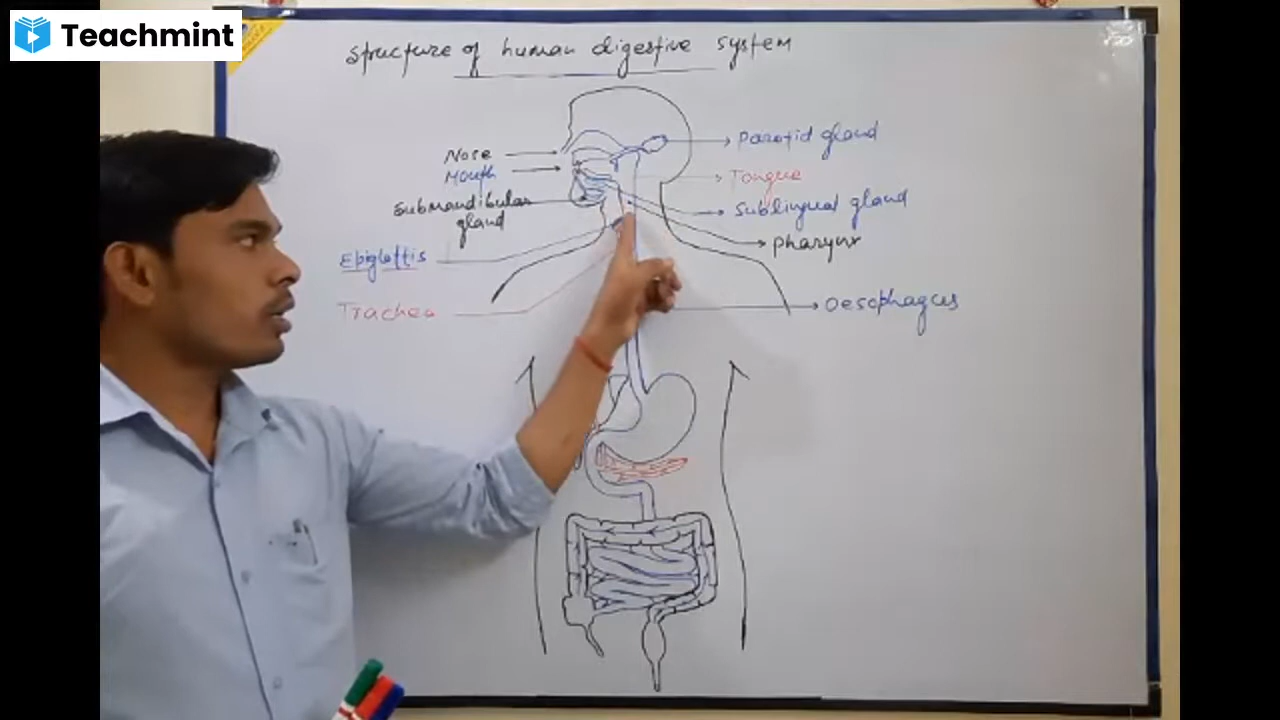 Teachmint
Structure of human digestive system
Nose
Mouth
Submandibular
gland
Epiglottis
Trachea
Parotid gland
Tongue
Sublingual gland
Pharynx
Oesophagus